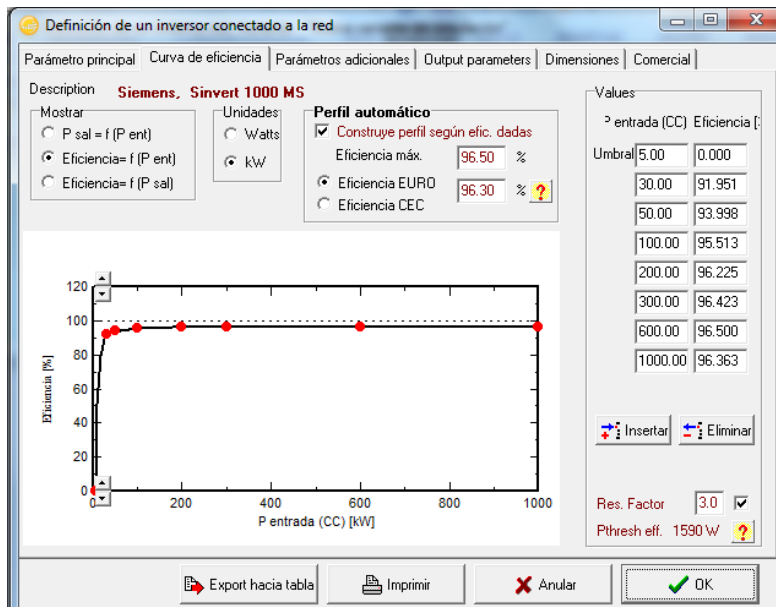 Definición de un inversor conectado a la red
Parámetro principal Curva de eficiencia Parámetros adicionales Output parameters Dimensiones Comercial
Description Siemens, Sinvert 1000 MS
Mostrar
P sal = f (P ent)
Eficiencia= f (P ent)
Eficiencia= f (P sal)
Unidades
Watts
kW
Perfil automático
Construye perfil según efic. dadas
Eficiencia máx. 96.50 %
Eficiencia EURO 96.30 % ?
Eficiencia CEC
Values
P entrada (CC) Eficiencia [
Umbral 5.00 0.000
30.00 91.951
50.00 93.998
100.00 95.513
200.00 96.225
300.00 96.423
600.00 96.500
1000.00 96.363
Insertar Eliminar
Res. Factor 3.0
Pthresh eff. 1590 W ?
120
100
80
60
40
20
0
Eficiencia [%]
0 200 400 600 800 1000
P entrada (CC) [kW]
Export hacia tabla Imprimir Anular OK